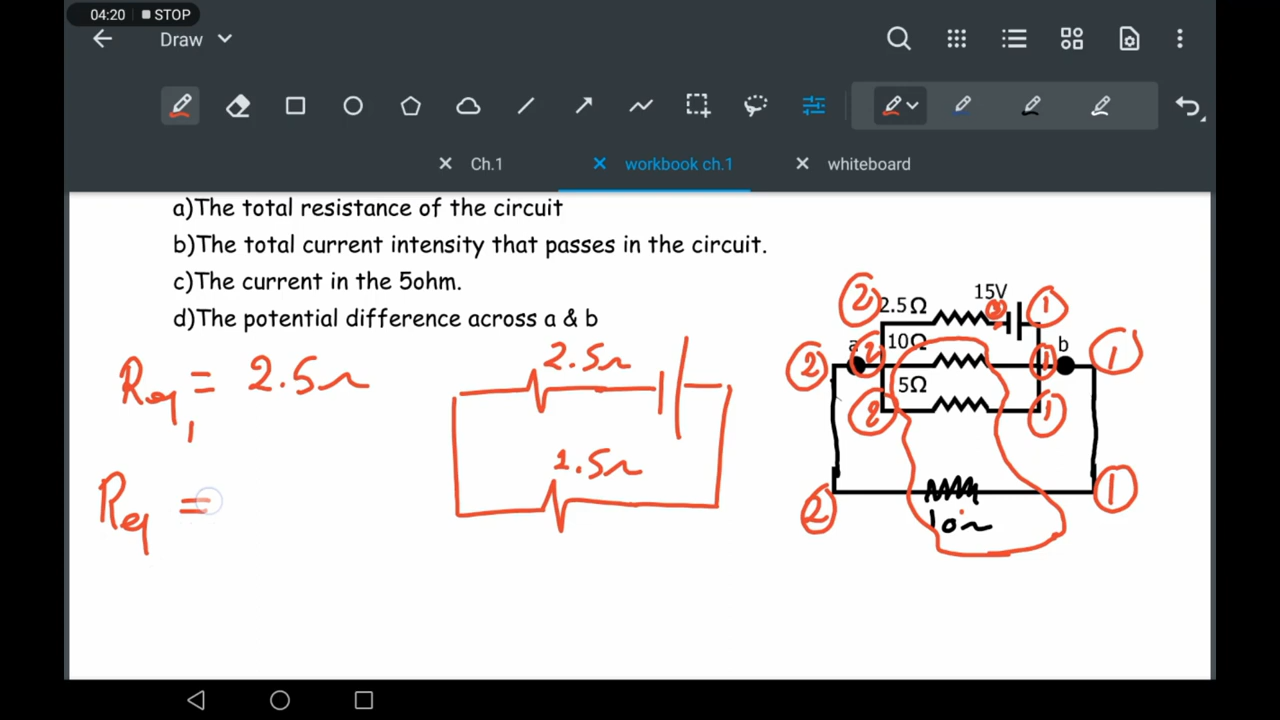 04:20 STOP
Draw
Ch.1 workbook ch.1 whiteboard
a)The total resistance of the circuit
b)The total current intensity that passes in the circuit.
c)The current in the 5ohm.
d)The potential difference across a & b
Req1 = 2.5Ω
Req =
2.5Ω
2.5Ω
15V
② 2.5Ω ③ ①
a ② 10Ω ① b
② ①
② 5Ω ①
② ①
10Ω